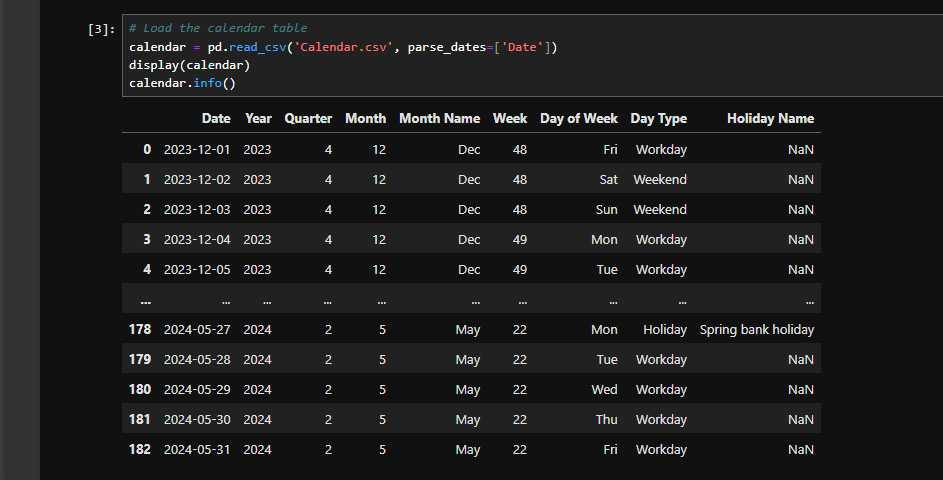 [3]: # Load the calendar table
calendar = pd.read_csv('Calendar.csv', parse_dates=['Date'])
display(calendar)
calendar.info()
Date Year Quarter Month Month Name Week Day of Week Day Type Holiday Name
0 2023-12-01 2023 4 12 Dec 48 Fri Workday NaN
1 2023-12-02 2023 4 12 Dec 48 Sat Weekend NaN
2 2023-12-03 2023 4 12 Dec 48 Sun Weekend NaN
3 2023-12-04 2023 4 12 Dec 49 Mon Workday NaN
4 2023-12-05 2023 4 12 Dec 49 Tue Workday NaN
... ... ... ... ... ... ... ... ... ...
178 2024-05-27 2024 2 5 May 22 Mon Holiday Spring bank holiday
179 2024-05-28 2024 2 5 May 22 Tue Workday NaN
180 2024-05-29 2024 2 5 May 22 Wed Workday NaN
181 2024-05-30 2024 2 5 May 22 Thu Workday NaN
182 2024-05-31 2024 2 5 May 22 Fri Workday NaN